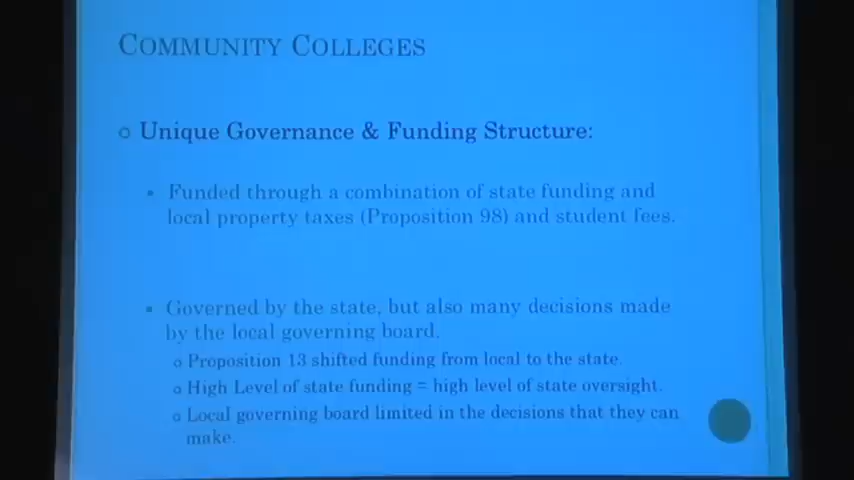 COMMUNITY COLLEGES
Unique Governance & Funding Structure:
Funded through a combination of state funding and
local property taxes (Proposition 98) and student fees.
Governed by the state, but also many decisions made
by the local governing board.
Proposition 13 shifted funding from local to the state.
High Level of state funding = high level of state oversight.
Local governing board limited in the decisions that they can
make.